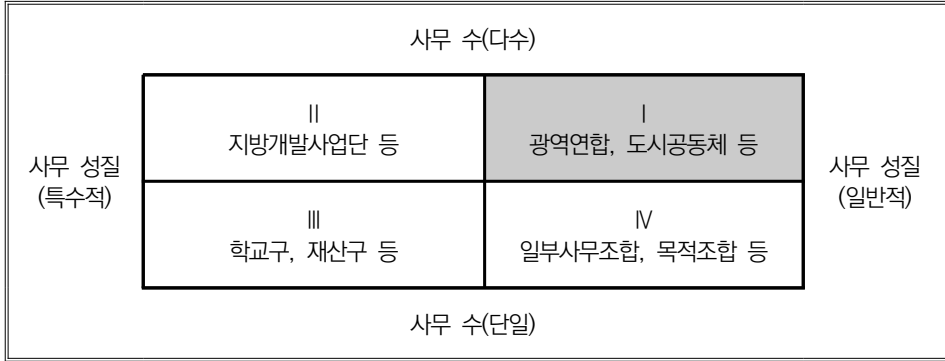 사무 수(다수)
Ⅱ
지방개발사업단 등
Ⅰ
광역연합, 도시공동체 등
사무 성질
(특수적)
사무 성질
(일반적)
Ⅲ
학교구, 재산구 등
Ⅳ
일부사무조합, 목적조합 등
사무 수(단일)